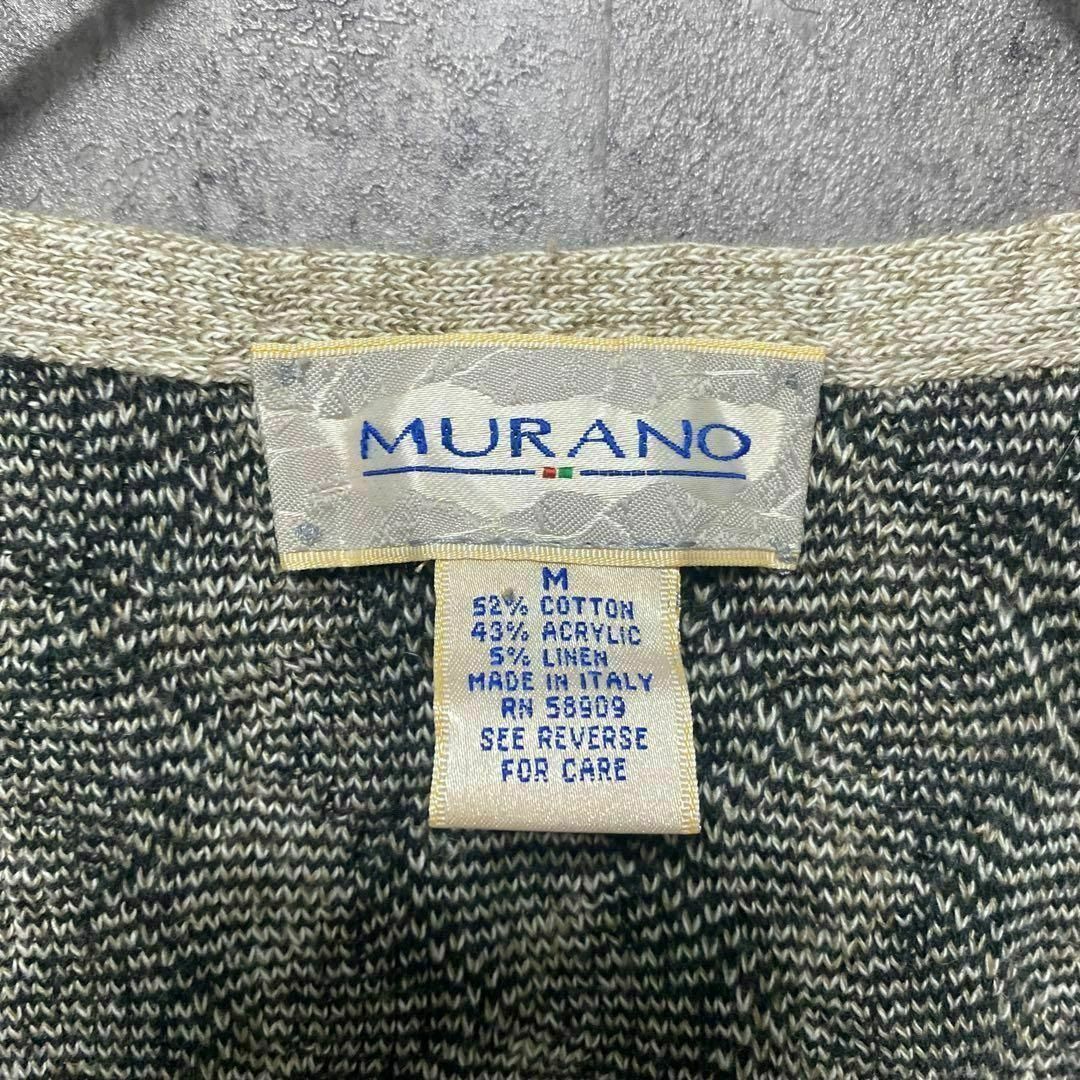 MURANO
M
52% COTTON
43% ACRYLIC
5% LINEN
MADE IN ITALY
RN 58909
SEE REVERSE
FOR CARE